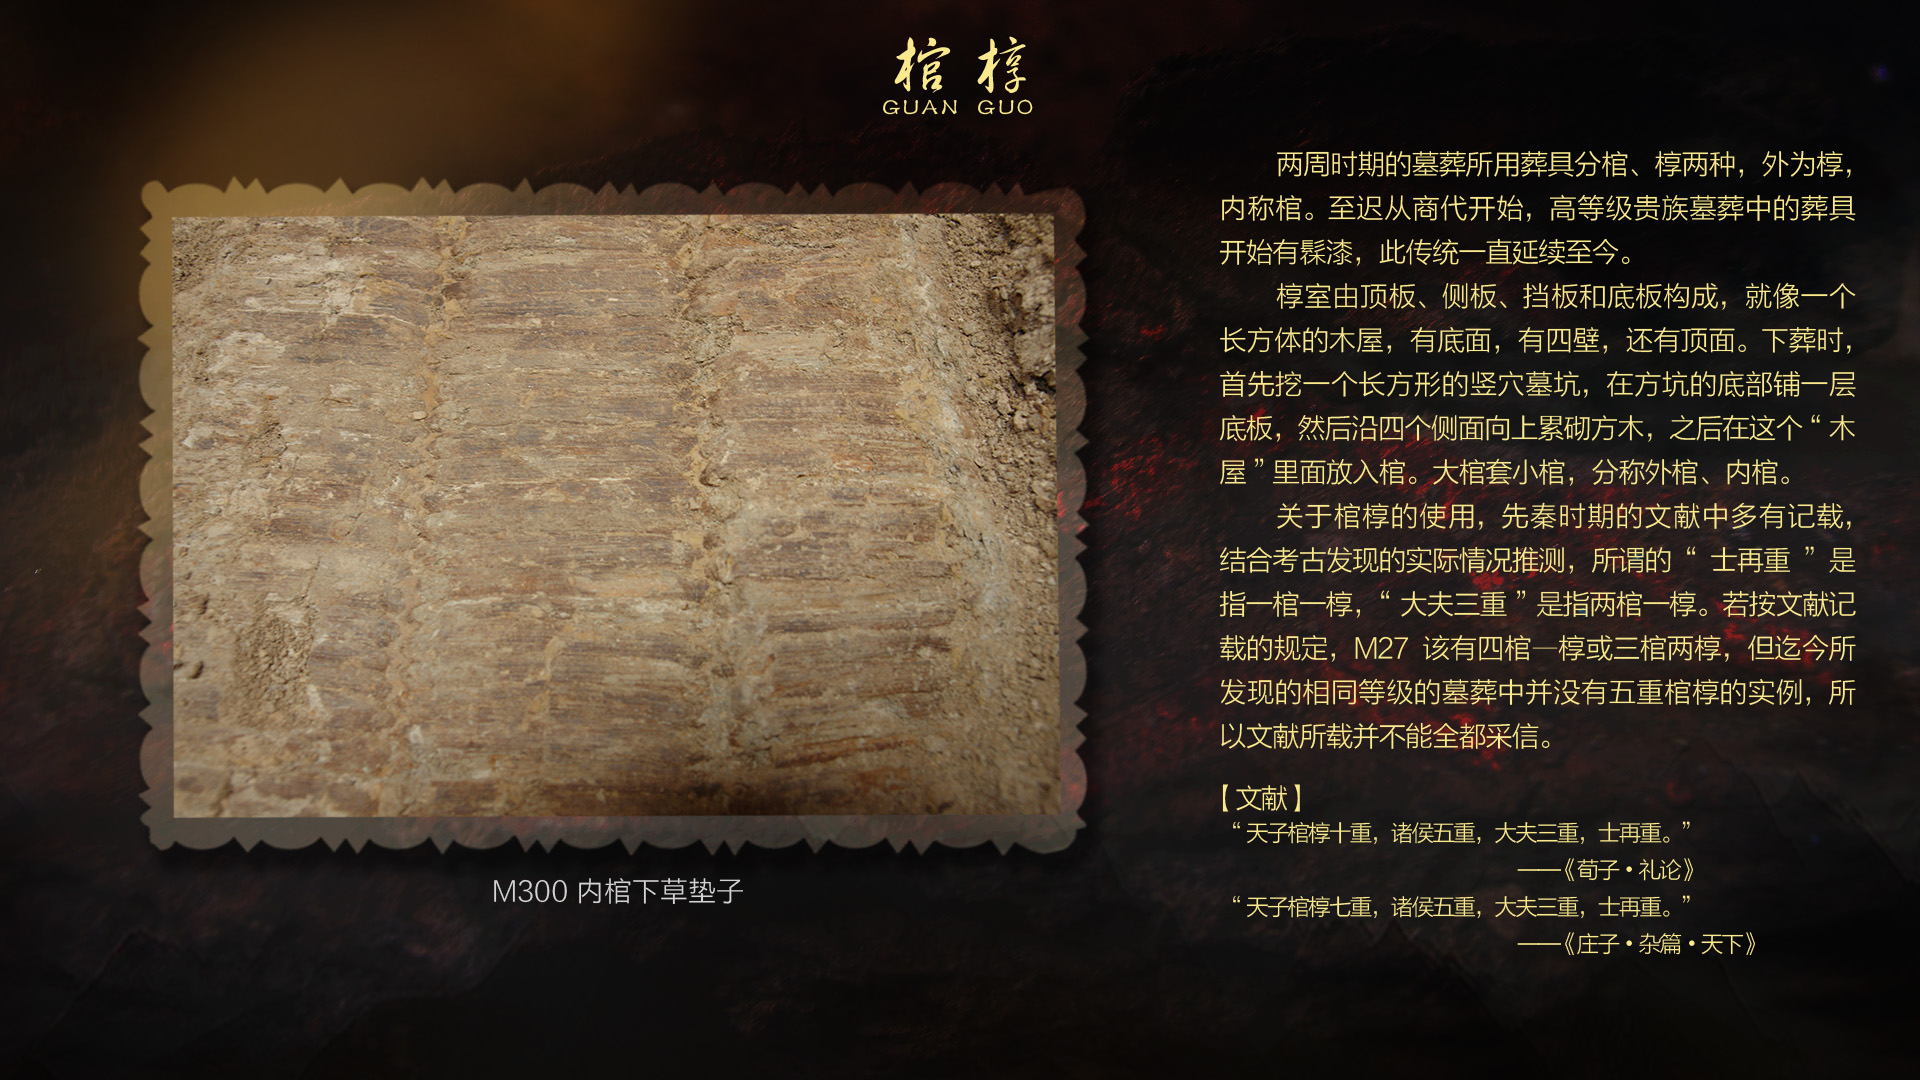 棺 椁
GUAN GUO
两周时期的墓葬所用葬具分棺、椁两种，外为椁，
内称棺。至迟从商代开始，高等级贵族墓葬中的葬具
开始有髹漆，此传统一直延续至今。
椁室由顶板、侧板、挡板和底板构成，就像一个
长方体的木屋，有底面，有四壁，还有顶面。下葬时，
首先挖一个长方形的竖穴墓坑，在方坑的底部铺一层
底板，然后沿四个侧面向上累砌方木，之后在这个“木
屋”里面放入棺。大棺套小棺，分称外棺、内棺。
关于棺椁的使用，先秦时期的文献中多有记载，
结合考古发现的实际情况推测，所谓的“ 士再重 ”是
指一棺一椁，“ 大夫三重 ”是指两棺一椁。若按文献记
载的规定，M27 该有四棺一椁或三棺两椁，但迄今所
发现的相同等级的墓葬中并没有五重棺椁的实例，所
以文献所载并不能全都采信。
【文献】
“天子棺椁十重，诸侯五重，大夫三重，士再重。”
——《荀子·礼论》
“天子棺椁七重，诸侯五重，大夫三重，士再重。”
——《庄子·杂篇·天下》
M300 内棺下草垫子